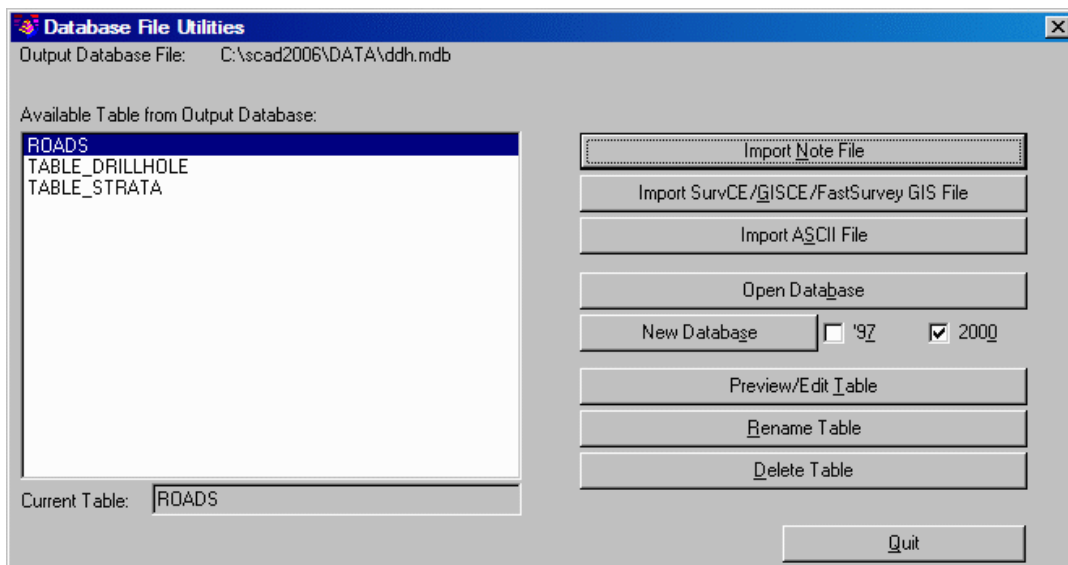 Database File Utilities
Output Database File: C:\scad2006\DATA\ddh.mdb
Available Table from Output Database:
ROADS
TABLE_DRILLHOLE
TABLE_STRATA
Current Table: ROADS
Import Note File
Import SurvCE/GISCE/FastSurvey GIS File
Import ASCII File
Open Database
New Database '97 2000
Preview/Edit Table
Rename Table
Delete Table
Quit